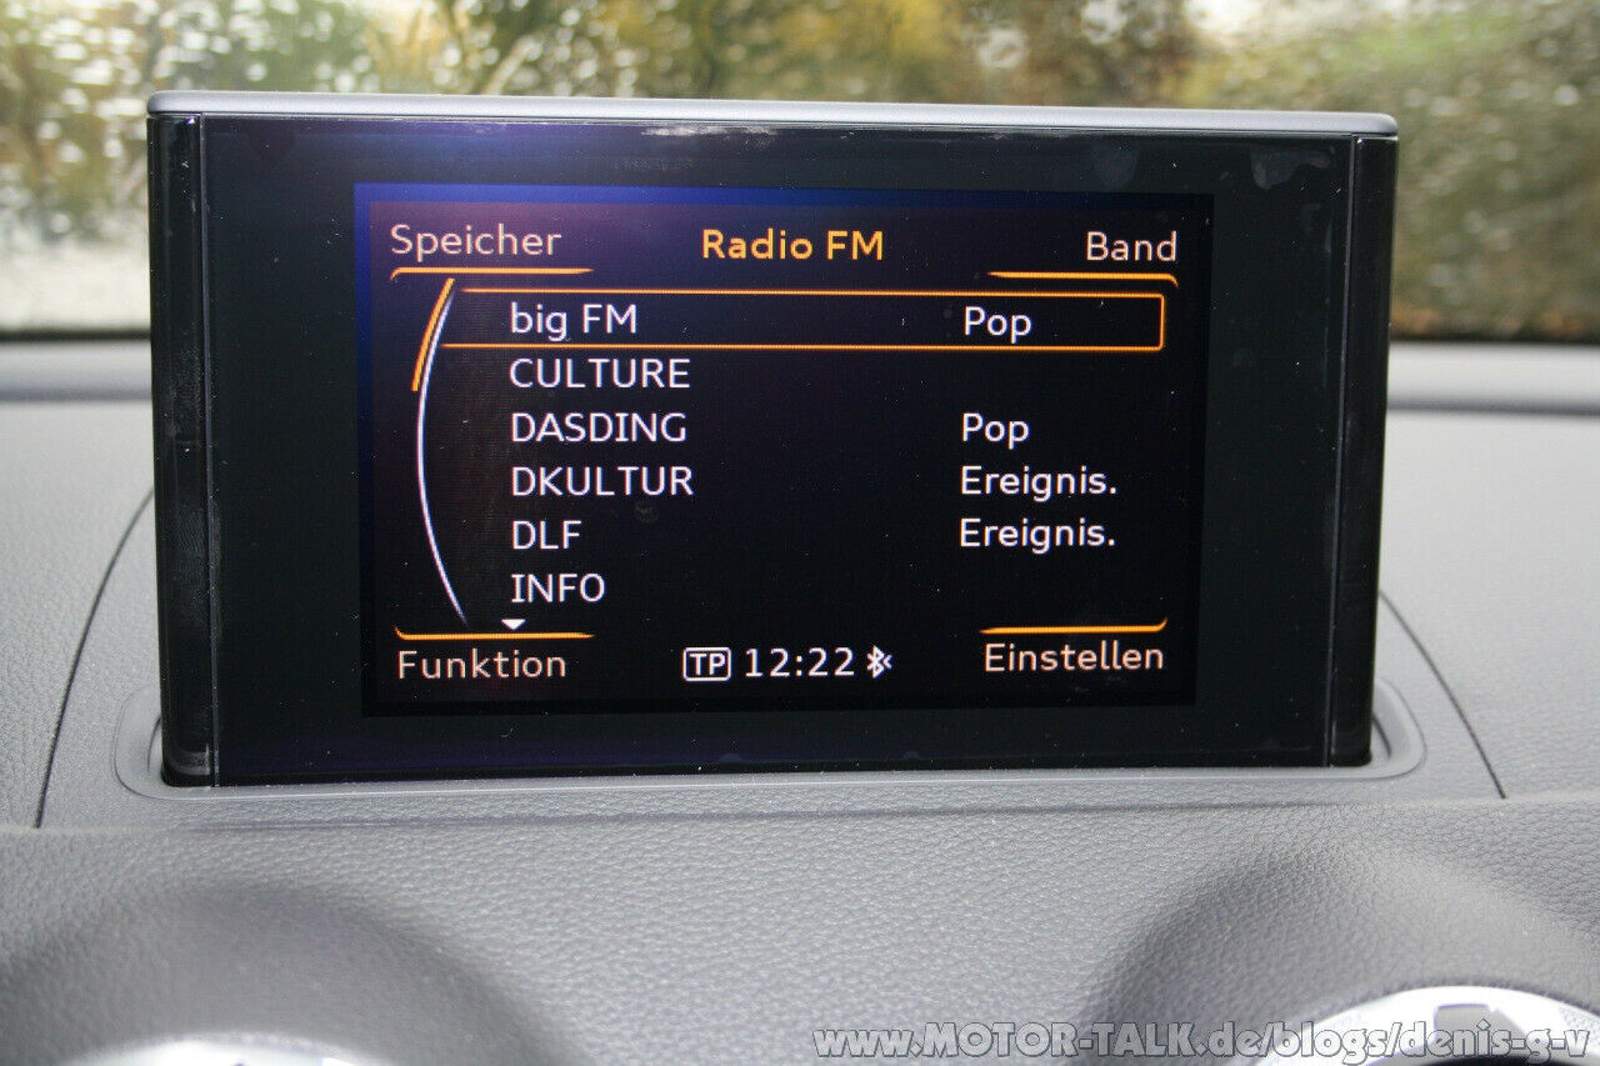 Speicher Radio FM Band
big FM Pop
CULTURE
DASDING Pop
DKULTUR Ereignis.
DLF Ereignis.
INFO
Funktion TP 12:22 Einstellen
www.MOTOR-TALK.de/blogs/denis-g-v